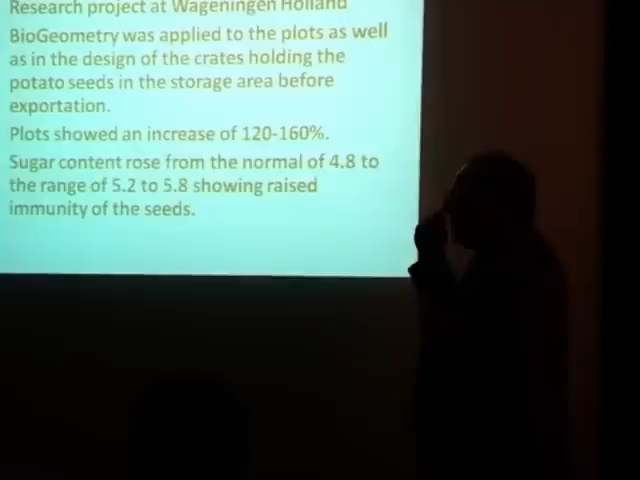 Research project at Wageningen Holland
BioGeometry was applied to the plots as well
as in the design of the crates holding the
potato seeds in the storage area before
exportation.
Plots showed an increase of 120-160%.
Sugar content rose from the normal of 4.8 to
the range of 5.2 to 5.8 showing raised
immunity of the seeds.